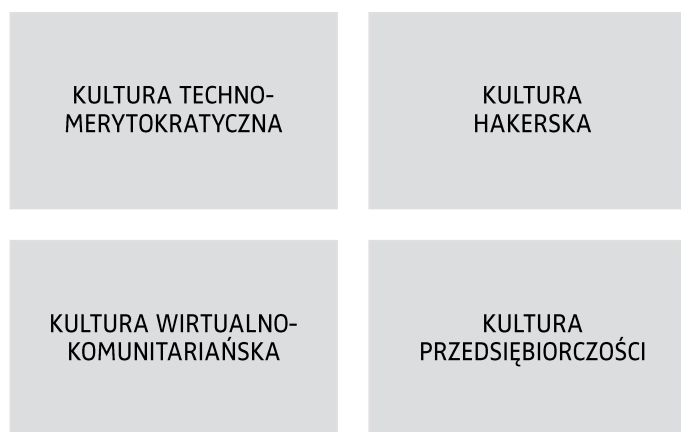 KULTURA TECHNO-
MERYTOKRATYCZNA
KULTURA
HAKERSKA
KULTURA WIRTUALNO-
KOMUNITARIAŃSKA
KULTURA
PRZEDSIĘBIORCZOŚCI